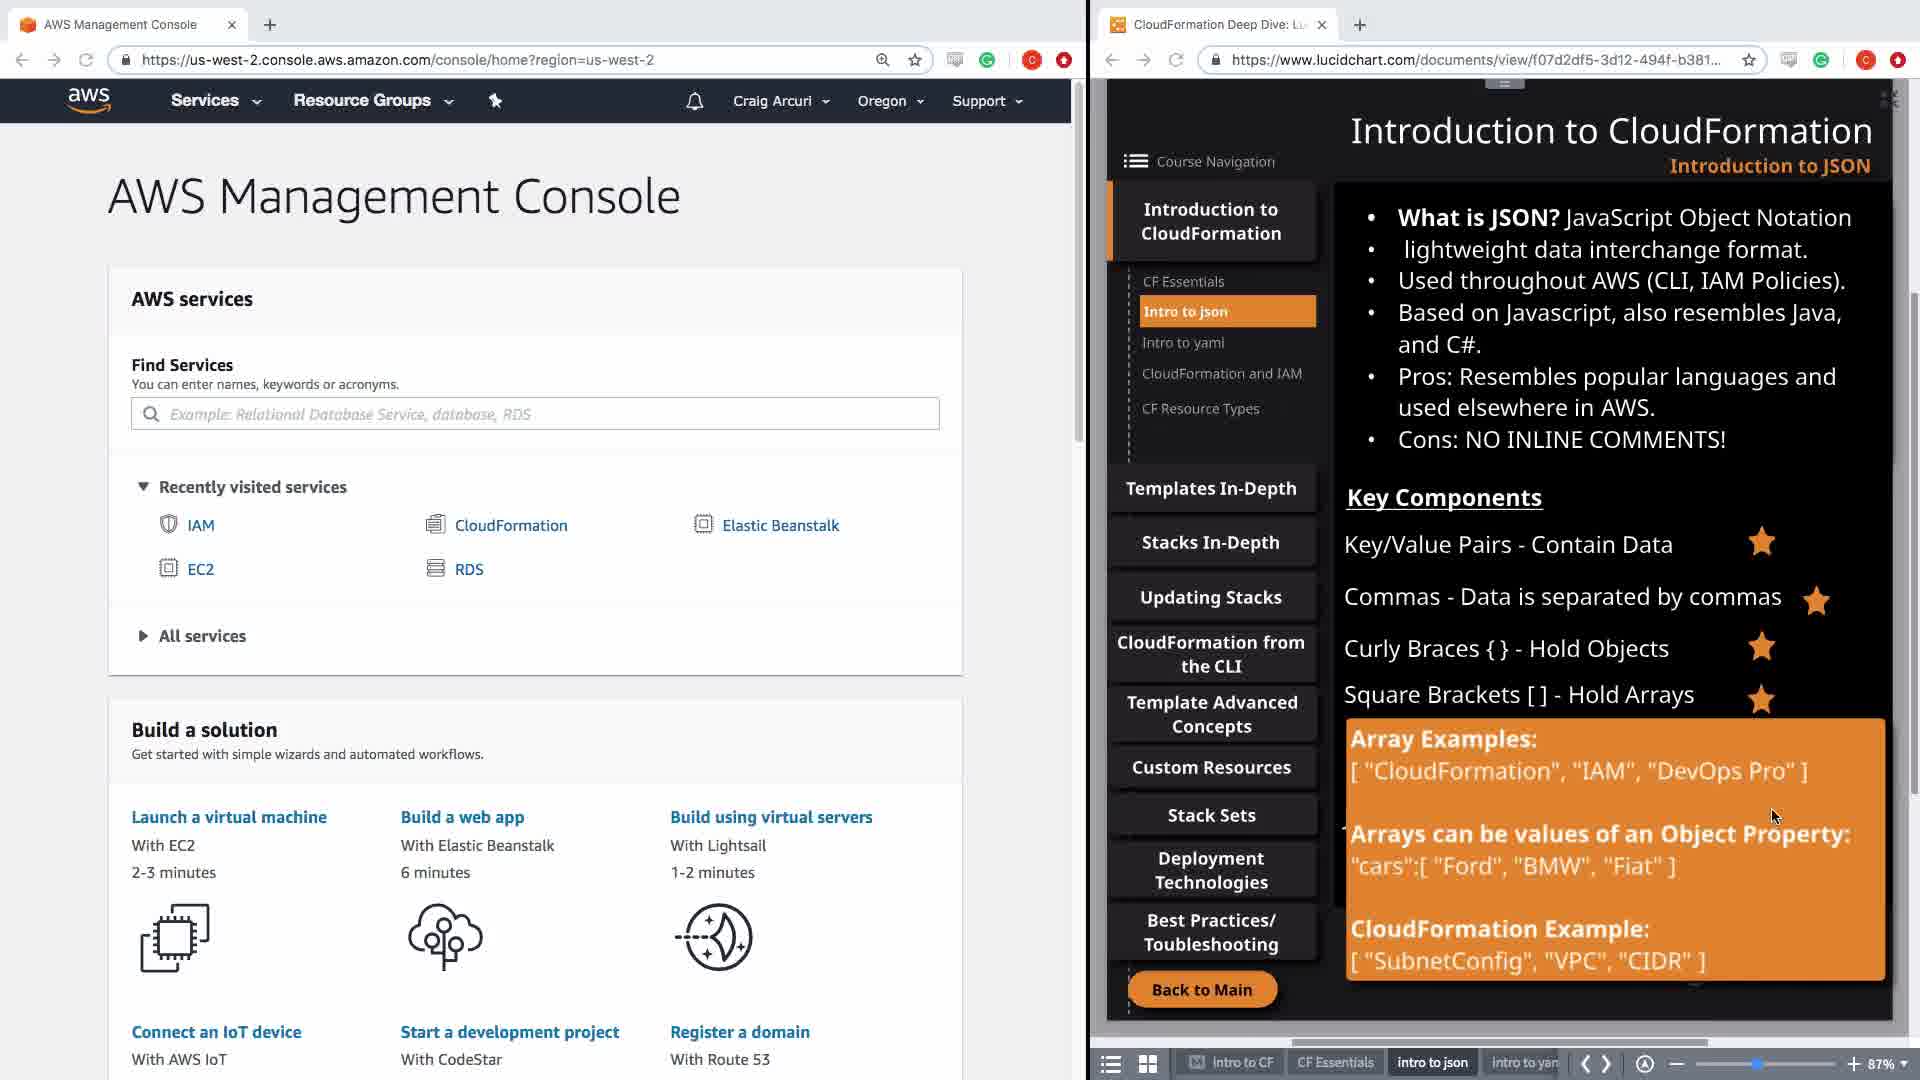 AWS Management Console
https://us-west-2.console.aws.amazon.com/console/home?region=us-west-2
aws
Services
Resource Groups
Craig Arcuri
Oregon
Support
AWS Management Console
AWS services
Find Services
You can enter names, keywords or acronyms.
Example: Relational Database Service, database, RDS
Recently visited services
IAM
CloudFormation
Elastic Beanstalk
EC2
RDS
All services
Build a solution
Get started with simple wizards and automated workflows.
Launch a virtual machine
With EC2
2-3 minutes
Build a web app
With Elastic Beanstalk
6 minutes
Build using virtual servers
With Lightsail
1-2 minutes
Connect an IoT device
With AWS IoT
Start a development project
With CodeStar
Register a domain
With Route 53
CloudFormation Deep Dive: Lu
https://www.lucidchart.com/documents/view/f07d2df5-3d12-494f-b381...
Introduction to CloudFormation
Introduction to JSON
Course Navigation
Introduction to
CloudFormation
CF Essentials
Intro to json
Intro to yaml
CloudFormation and IAM
CF Resource Types
Templates In-Depth
Stacks In-Depth
Updating Stacks
CloudFormation from
the CLI
Template Advanced
Concepts
Custom Resources
Stack Sets
Deployment
Technologies
Best Practices/
Toubleshooting
Back to Main
• What is JSON? JavaScript Object Notation
• lightweight data interchange format.
• Used throughout AWS (CLI, IAM Policies).
• Based on Javascript, also resembles Java,
and C#.
• Pros: Resembles popular languages and
used elsewhere in AWS.
• Cons: NO INLINE COMMENTS!
Key Components
Key/Value Pairs - Contain Data
Commas - Data is separated by commas
Curly Braces { } - Hold Objects
Square Brackets [ ] - Hold Arrays
Array Examples:
[ "CloudFormation", "IAM", "DevOps Pro" ]
Arrays can be values of an Object Property:
"cars":[ "Ford", "BMW", "Fiat" ]
CloudFormation Example:
[ "SubnetConfig", "VPC", "CIDR" ]
M Intro to CF
CF Essentials
intro to json
Intro to yam
87%